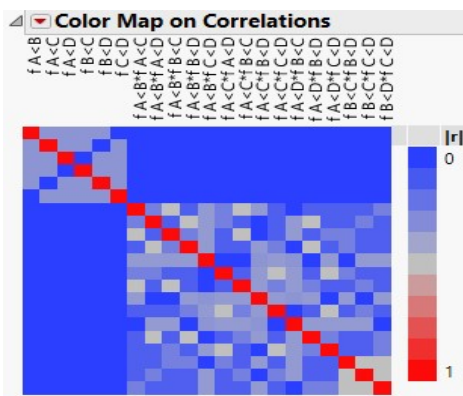 Color Map on Correlations
f A<B
f A<C
f A<D
f B<C
f B<D
f C<D
f A<B*f A<C
f A<B*f A<D
f A<B*f B<C
f A<B*f B<D
f A<B*f C<D
f A<C*f A<D
f A<C*f B<C
f A<C*f B<D
f A<C*f C<D
f A<D*f B<C
f A<D*f B<D
f A<D*f C<D
f B<C*f B<D
f B<C*f C<D
f B<D*f C<D
|r|
0
1